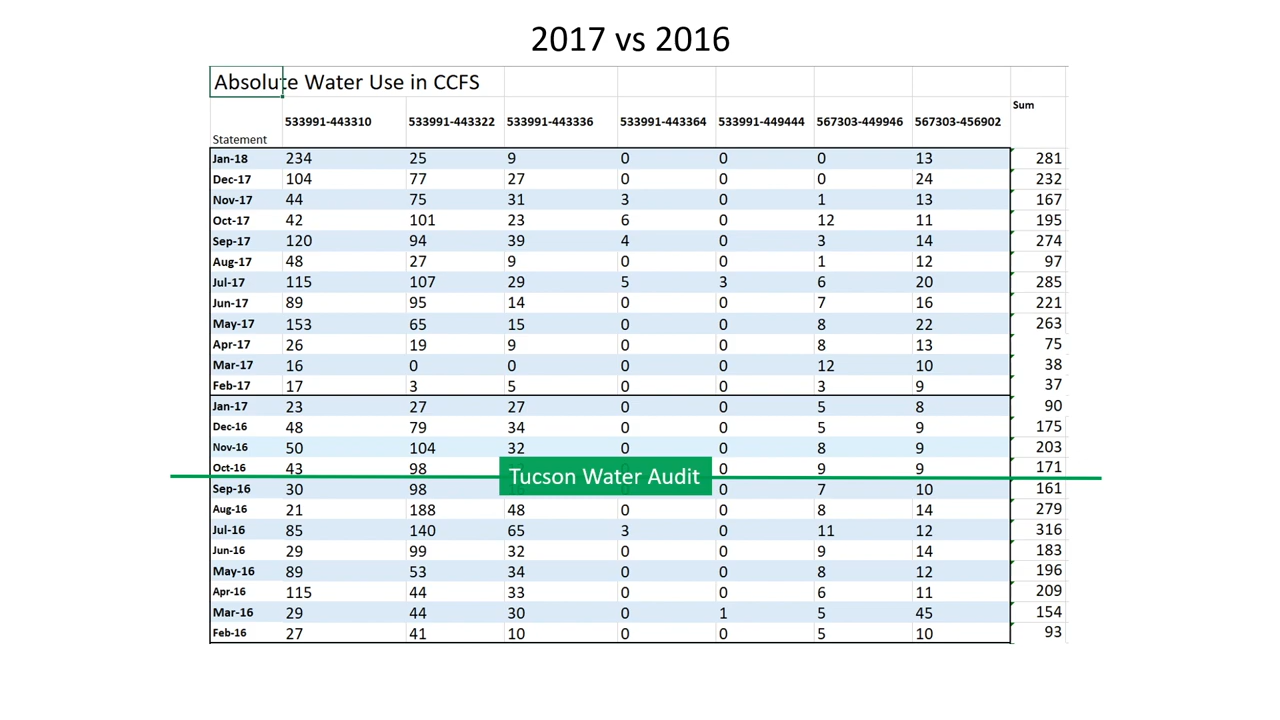 2017 vs 2016
Absolute Water Use in CCFS
Statement 533991-443310 533991-443322 533991-443336 533991-443364 533991-449444 567303-449946 567303-456902 Sum
Jan-18 234 25 9 0 0 0 13 281
Dec-17 104 77 27 0 0 0 24 232
Nov-17 44 75 31 3 0 1 13 167
Oct-17 42 101 23 6 0 12 11 195
Sep-17 120 94 39 4 0 3 14 274
Aug-17 48 27 9 0 0 1 12 97
Jul-17 115 107 29 5 3 6 20 285
Jun-17 89 95 14 0 0 7 16 221
May-17 153 65 15 0 0 8 22 263
Apr-17 26 19 9 0 0 8 13 75
Mar-17 16 0 0 0 0 12 10 38
Feb-17 17 3 5 0 0 3 9 37
Jan-17 23 27 27 0 0 5 8 90
Dec-16 48 79 34 0 0 5 9 175
Nov-16 50 104 32 0 0 8 9 203
Oct-16 43 98 0 9 9 171
Tucson Water Audit
Sep-16 30 98 0 7 10 161
Aug-16 21 188 48 0 0 8 14 279
Jul-16 85 140 65 3 0 11 12 316
Jun-16 29 99 32 0 0 9 14 183
May-16 89 53 34 0 0 8 12 196
Apr-16 115 44 33 0 0 6 11 209
Mar-16 29 44 30 0 1 5 45 154
Feb-16 27 41 10 0 0 5 10 93